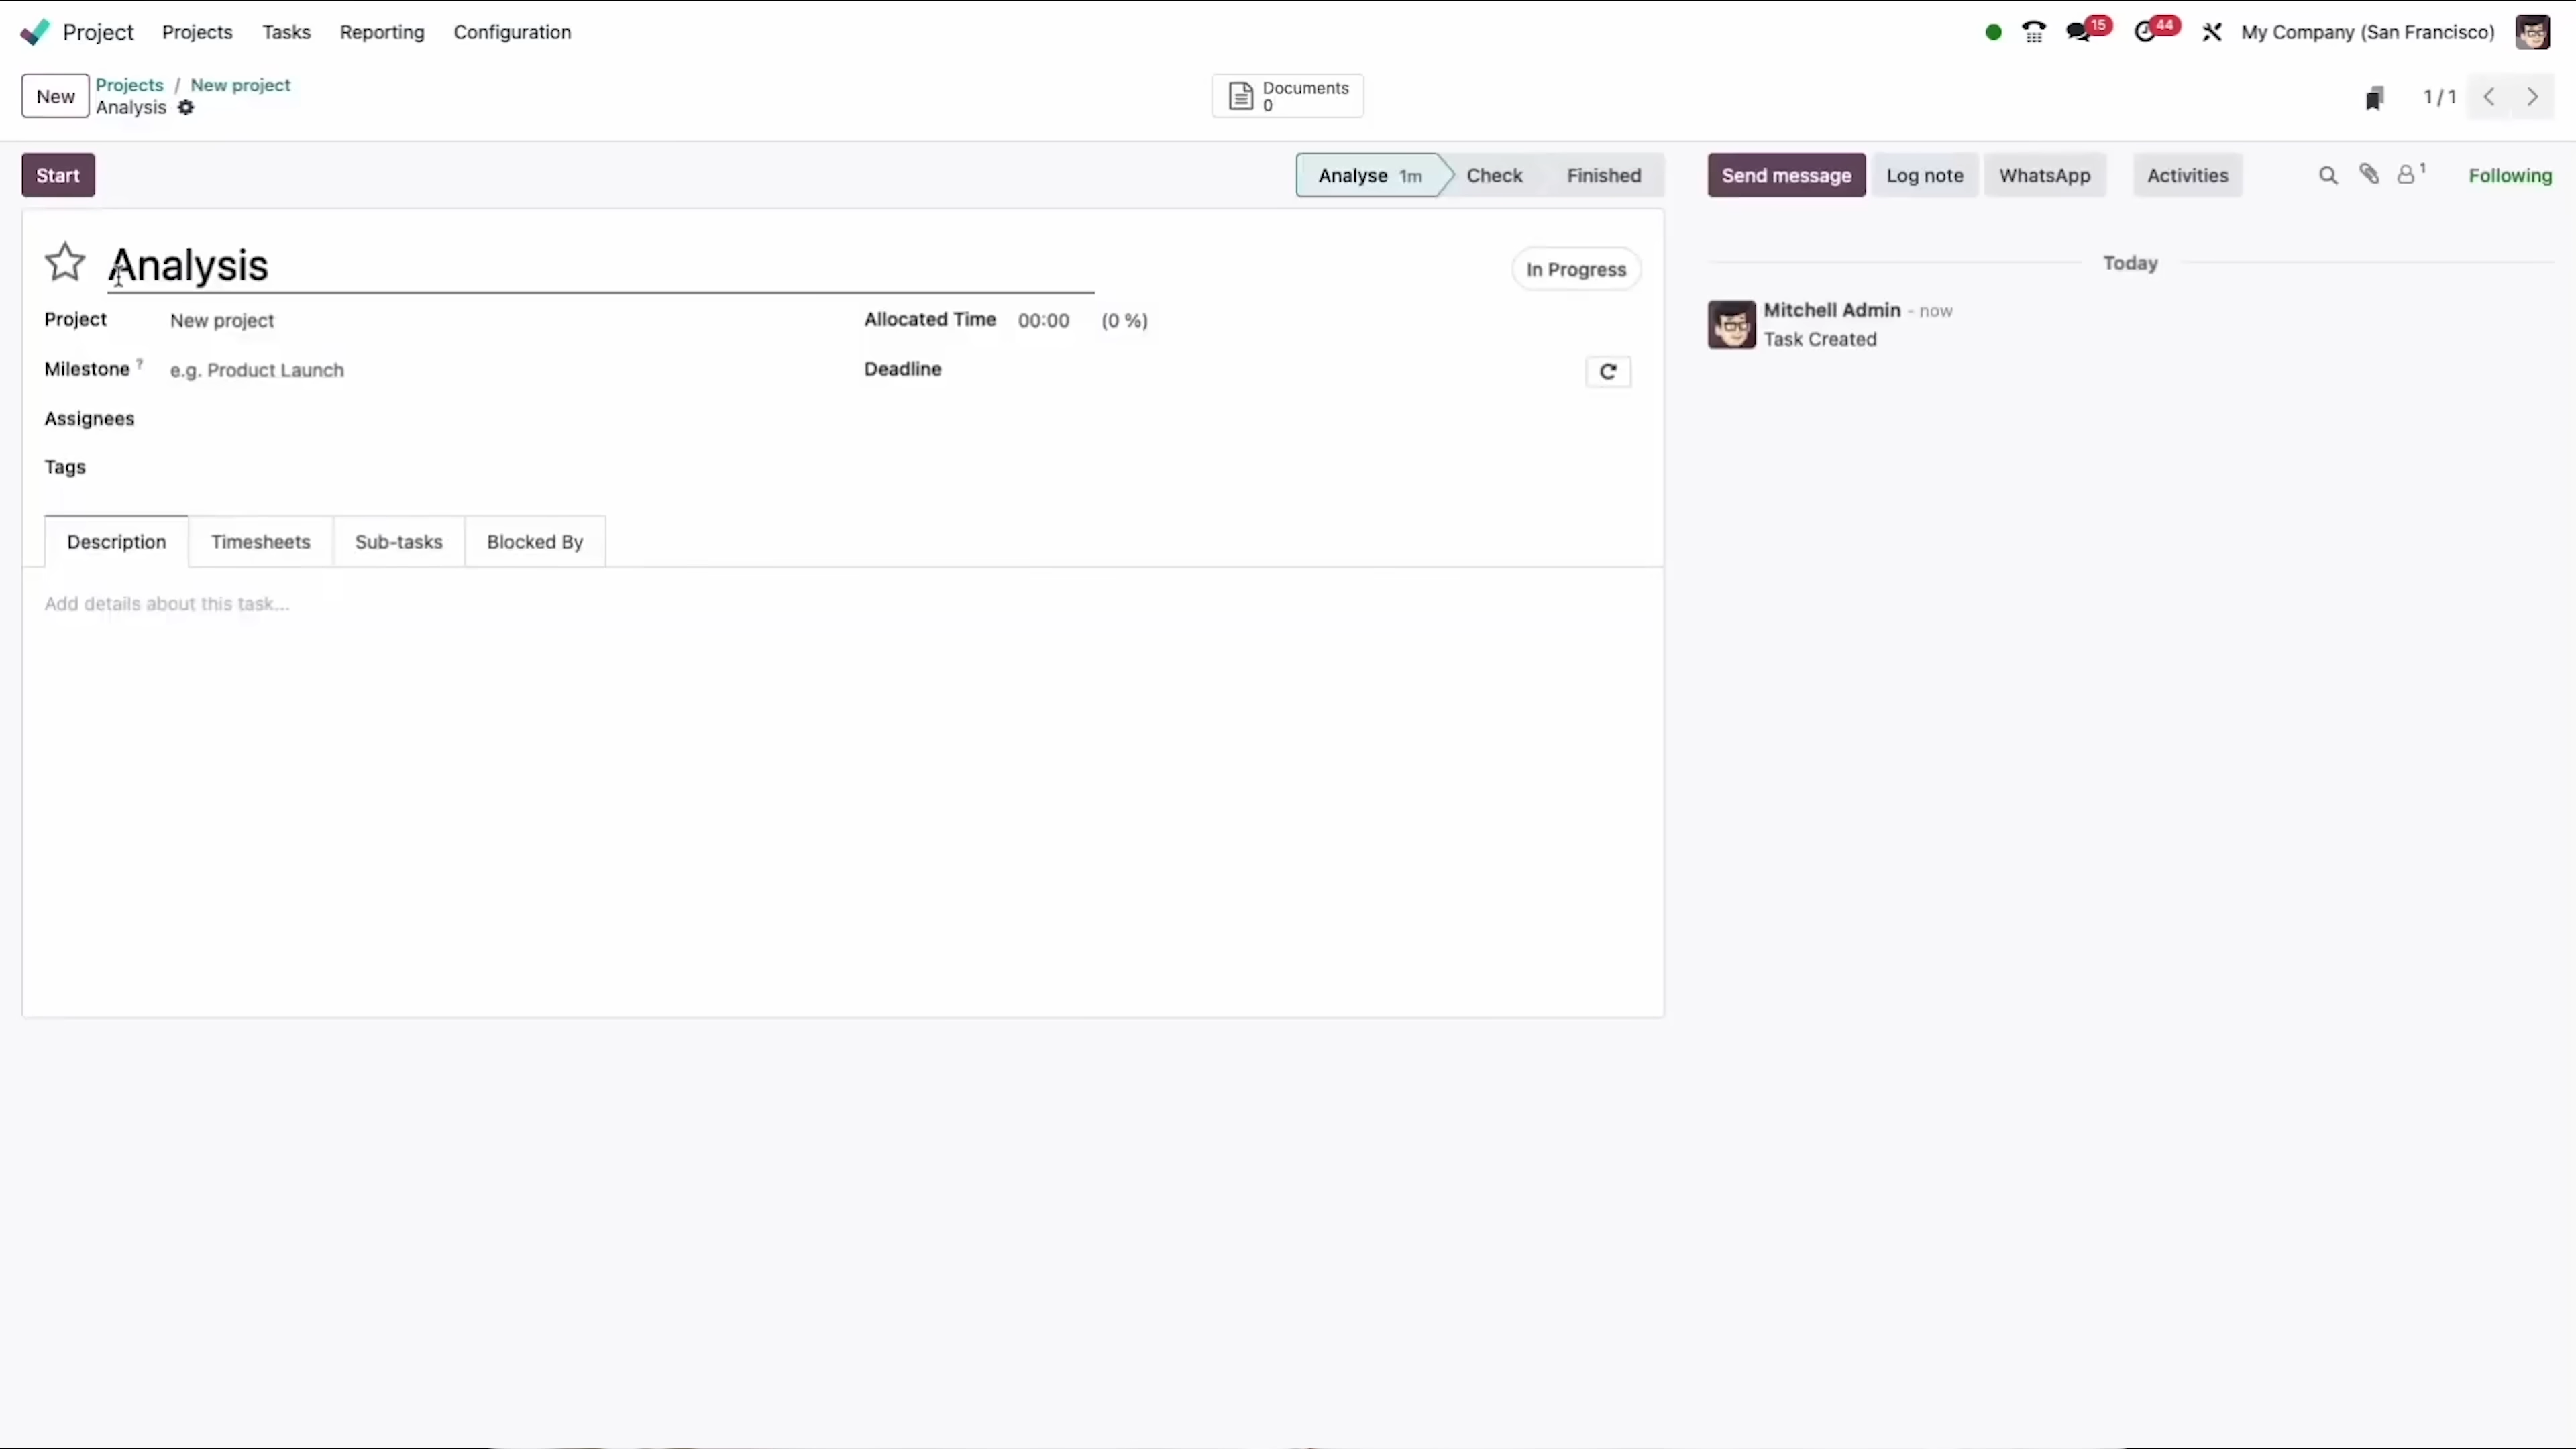 Project Projects Tasks Reporting Configuration 15 44 My Company (San Francisco)
New Projects / New project Documents 1 / 1
Analysis 0
Start Analyse 1m Check Finished Send message Log note WhatsApp Activities 1 Following
Analysis In Progress Today
Project New project Allocated Time 00:00 (0 %) Mitchell Admin - now
Task Created
Milestone ? e.g. Product Launch Deadline
Assignees
Tags
Description Timesheets Sub-tasks Blocked By
Add details about this task...